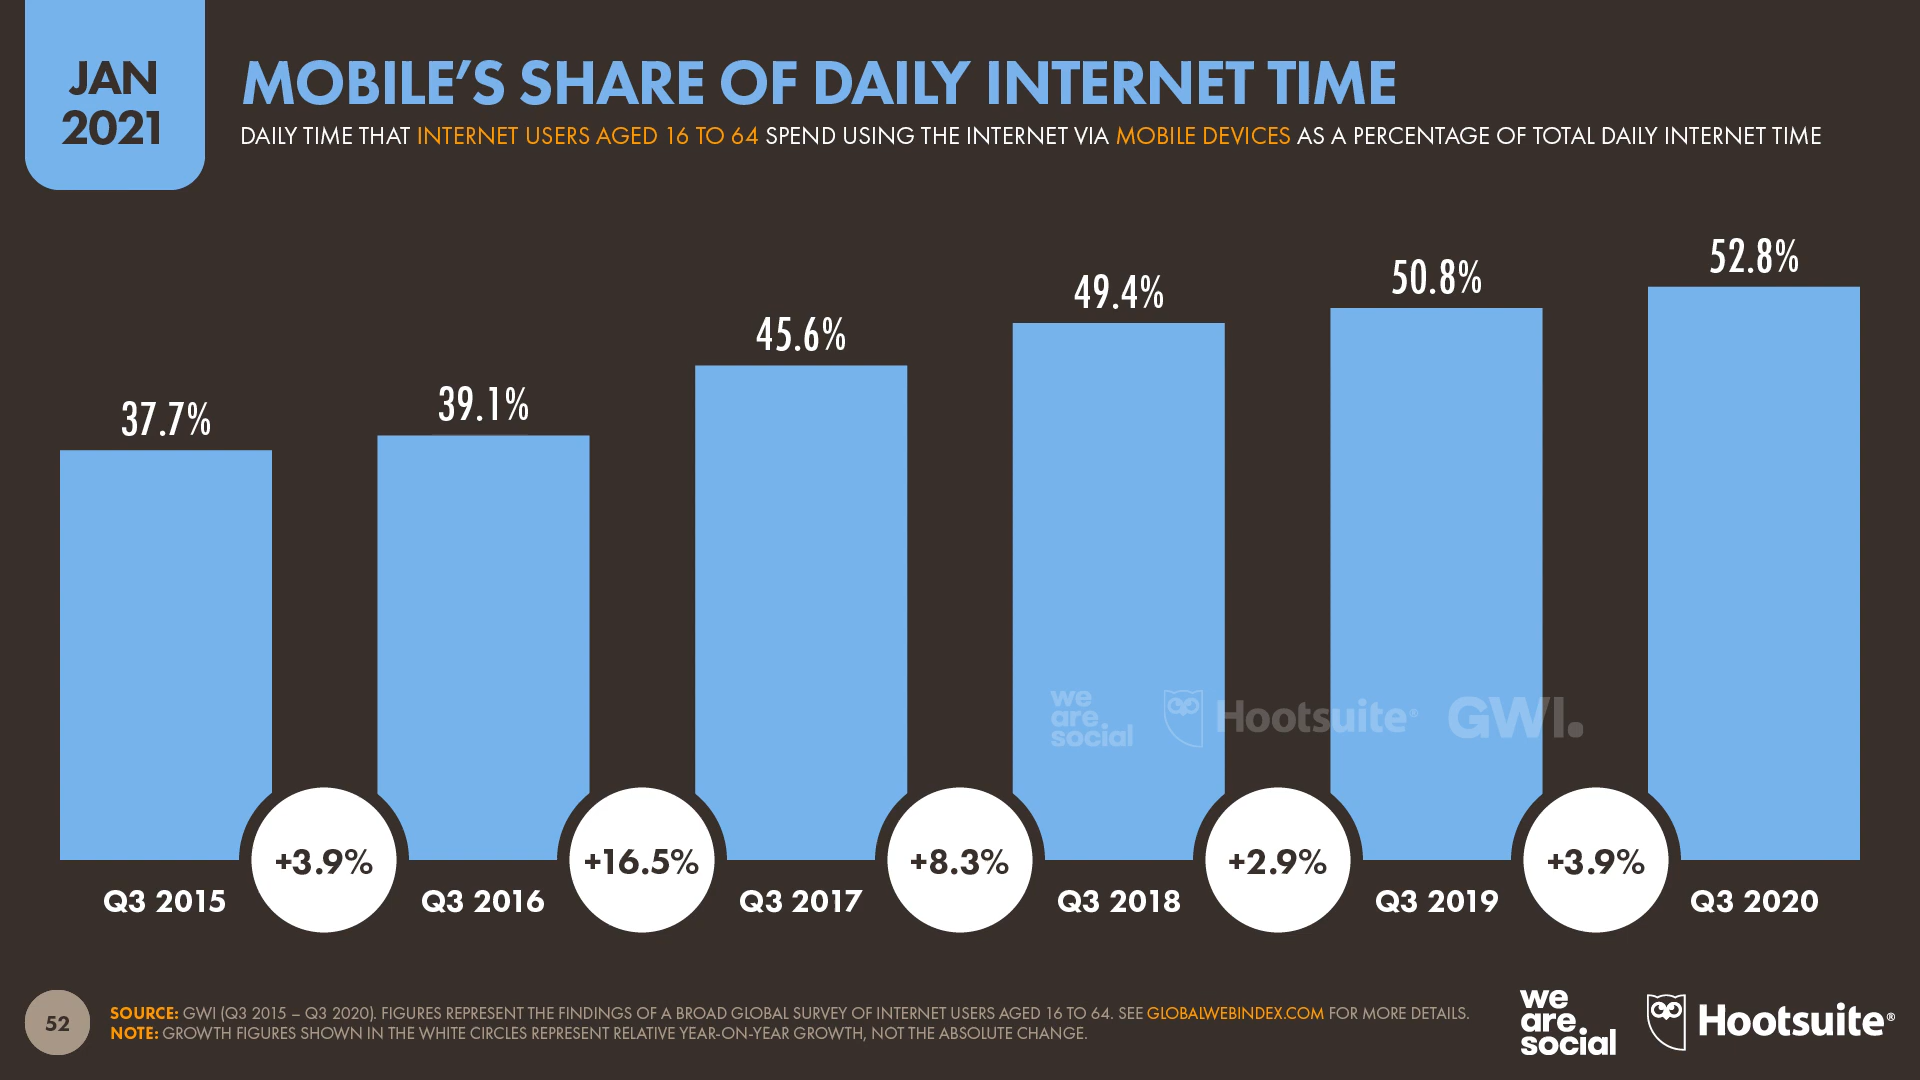 JAN
2021
MOBILE'S SHARE OF DAILY INTERNET TIME
DAILY TIME THAT INTERNET USERS AGED 16 TO 64 SPEND USING THE INTERNET VIA MOBILE DEVICES AS A PERCENTAGE OF TOTAL DAILY INTERNET TIME
37.7%
39.1%
45.6%
49.4%
50.8%
52.8%
we
are
social
Hootsuite®
GWI.
+3.9%
+16.5%
+8.3%
+2.9%
+3.9%
Q3 2015
Q3 2016
Q3 2017
Q3 2018
Q3 2019
Q3 2020
52
SOURCE: GWI (Q3 2015 – Q3 2020). FIGURES REPRESENT THE FINDINGS OF A BROAD GLOBAL SURVEY OF INTERNET USERS AGED 16 TO 64. SEE GLOBALWEBINDEX.COM FOR MORE DETAILS.
NOTE: GROWTH FIGURES SHOWN IN THE WHITE CIRCLES REPRESENT RELATIVE YEAR-ON-YEAR GROWTH, NOT THE ABSOLUTE CHANGE.
we
are
social
Hootsuite®